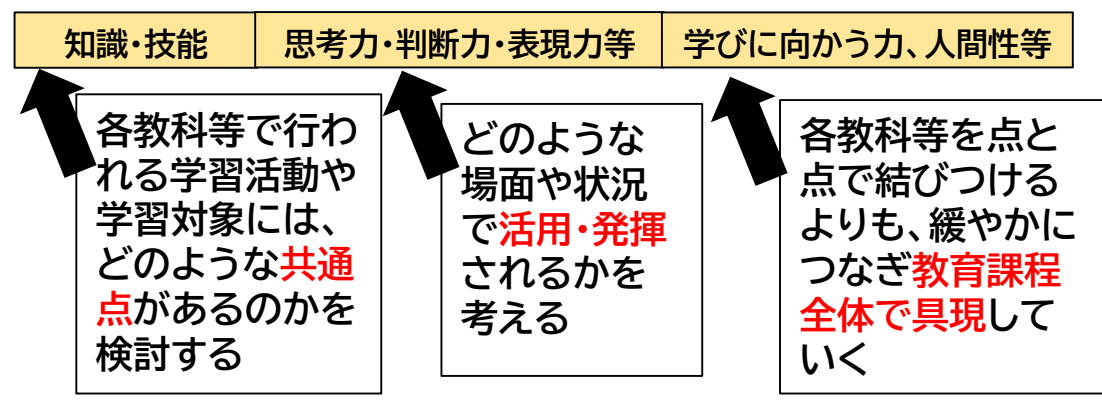 知識・技能
思考力・判断力・表現力等
学びに向かう力、人間性等
各教科等で行わ
れる学習活動や
学習対象には、
どのような共通
点があるのかを
検討する
どのような
場面や状況
で活用・発揮
されるかを
考える
各教科等を点と
点で結びつける
よりも、緩やかに
つなぎ教育課程
全体で具現して
いく